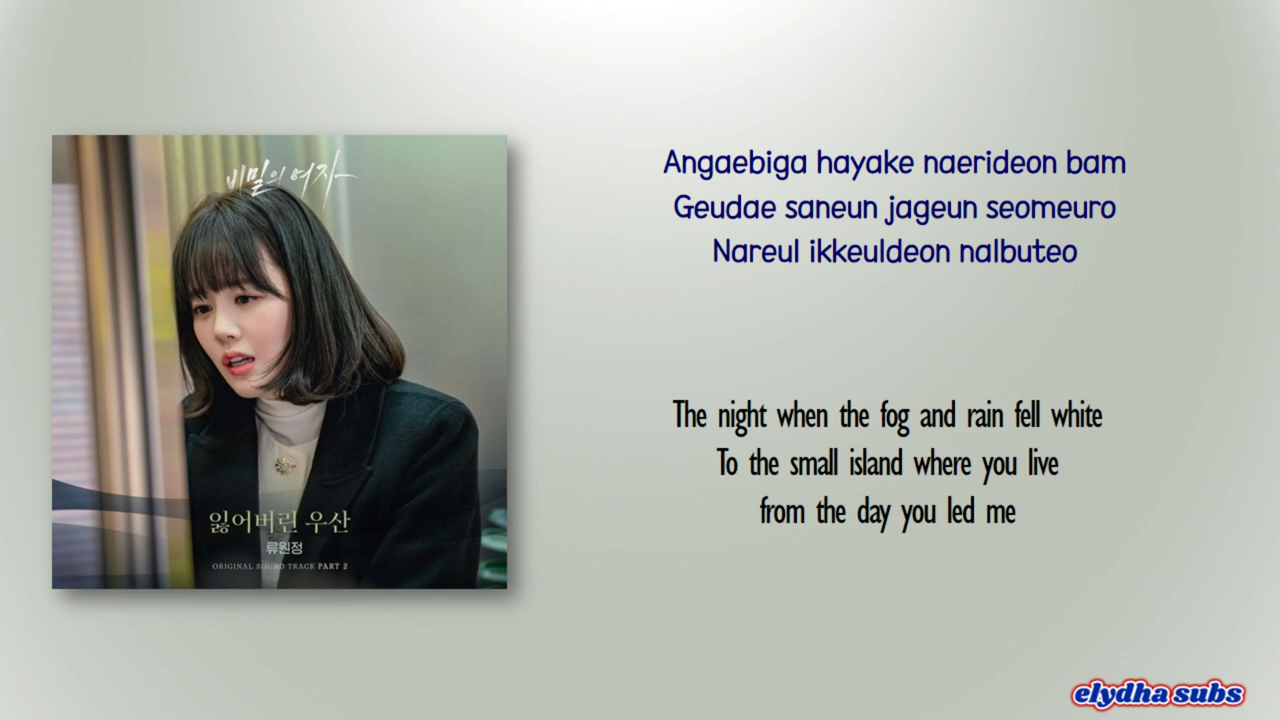 비밀의 여자
잃어버린 우산
류원정
ORIGINAL SOUND TRACK PART 2
Angaebiga hayake naerideon bam
Geudae saneun jageun seomeuro
Nareul ikkeuldeon nalbuteo
The night when the fog and rain fell white
To the small island where you live
from the day you led me
elydha subs